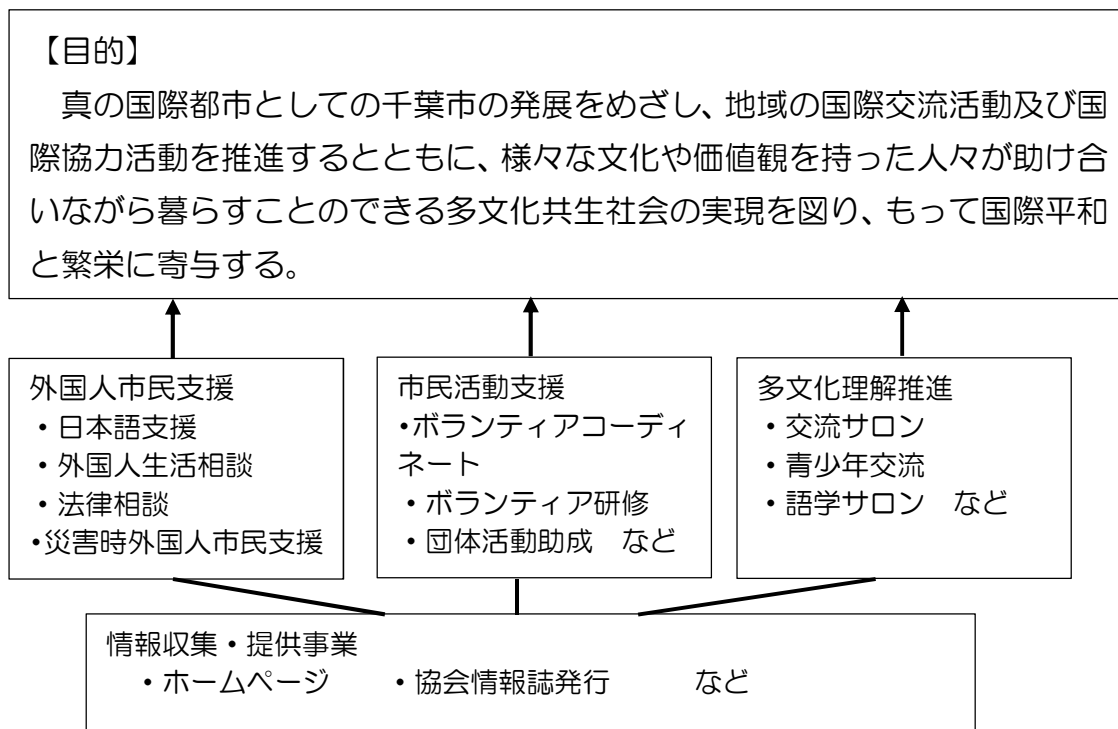 【目的】
真の国際都市としての千葉市の発展をめざし、地域の国際交流活動及び国
際協力活動を推進するとともに、様々な文化や価値観を持った人々が助け合
いながら暮らすことのできる多文化共生社会の実現を図り、もって国際平和
と繁栄に寄与する。
外国人市民支援
・日本語支援
・外国人生活相談
・法律相談
・災害時外国人市民支援
市民活動支援
・ボランティアコーディ
ネート
・ボランティア研修
・団体活動助成　など
多文化理解推進
・交流サロン
・青少年交流
・語学サロン　など
情報収集・提供事業
・ホームページ　　・協会情報誌発行　　　など